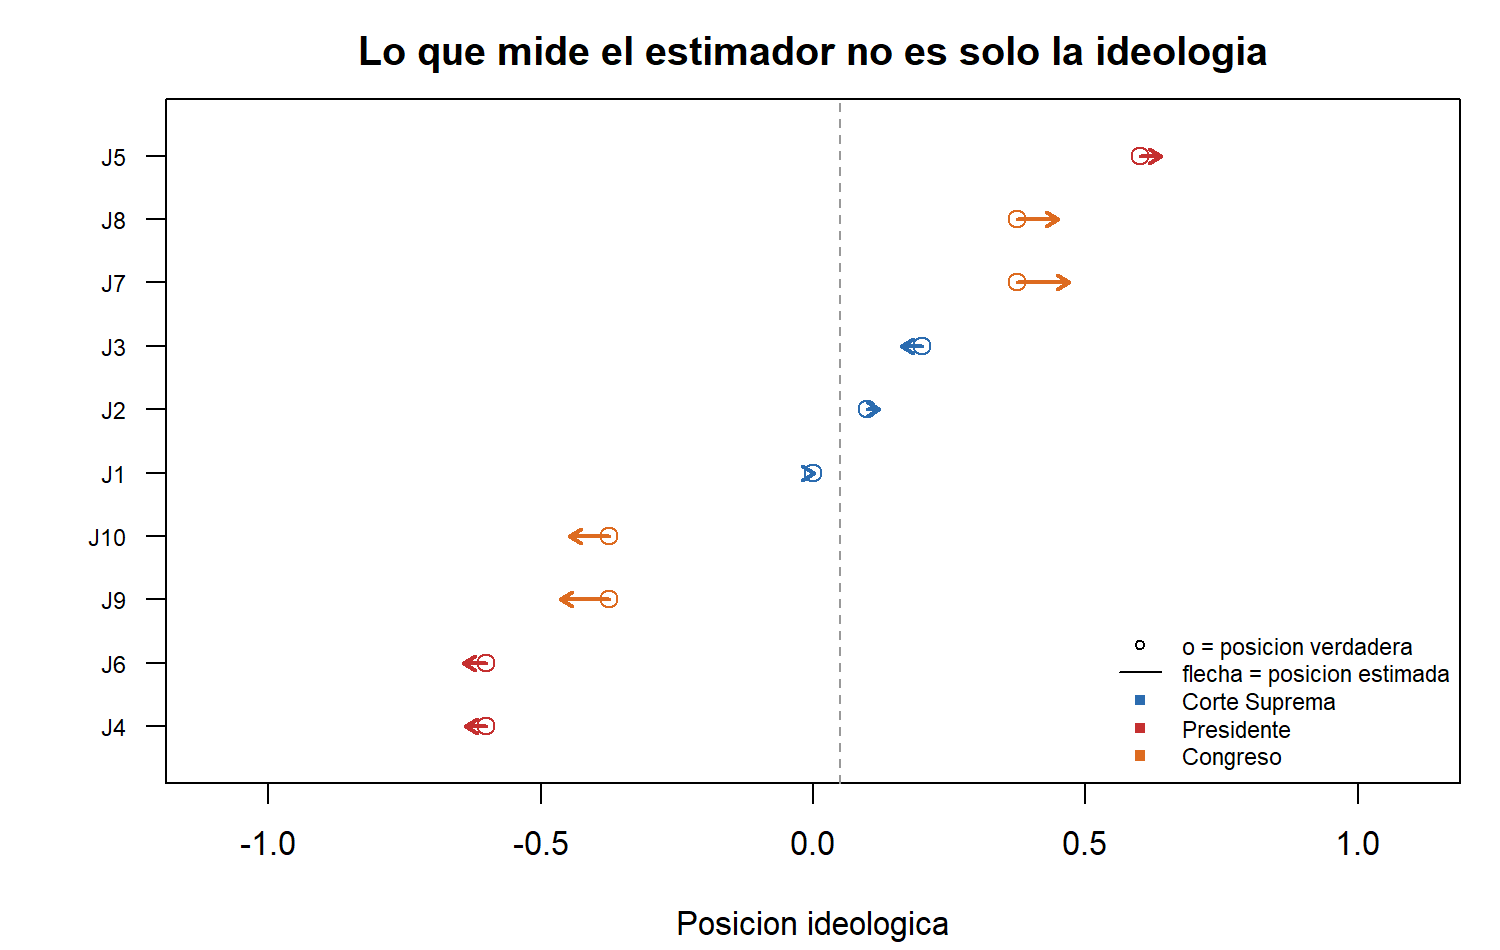 Lo que mide el estimador no es solo la ideologia
J5
J8
J7
J3
J2
J1
J10
J9
J6
J4
o = posicion verdadera
flecha = posicion estimada
Corte Suprema
Presidente
Congreso
-1.0 -0.5 0.0 0.5 1.0
Posicion ideologica